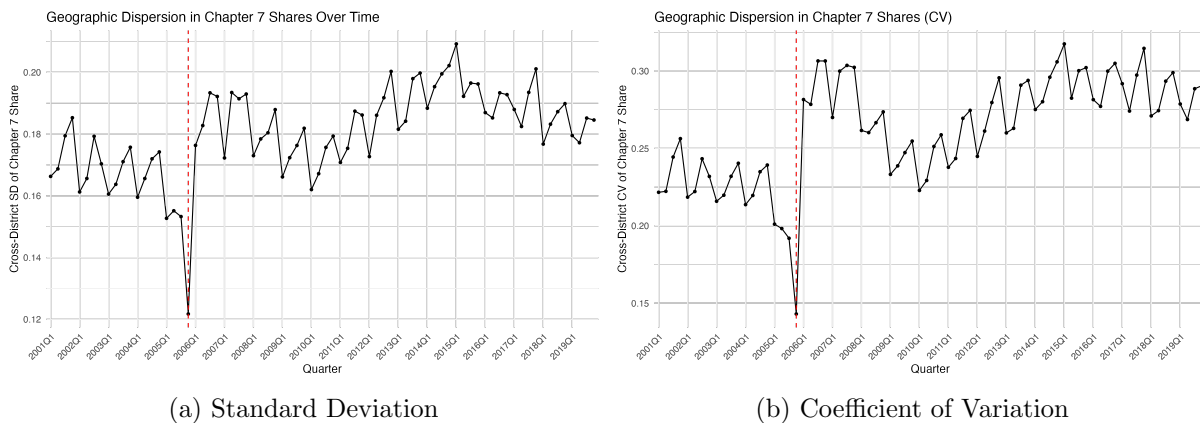 Geographic Dispersion in Chapter 7 Shares Over Time
Cross-District SD of Chapter 7 Share
0.20
0.18
0.16
0.14
0.12
2001Q1
2002Q1
2003Q1
2004Q1
2005Q1
2006Q1
2007Q1
2008Q1
2009Q1
2010Q1
2011Q1
2012Q1
2013Q1
2014Q1
2015Q1
2016Q1
2017Q1
2018Q1
2019Q1
Quarter
(a) Standard Deviation
Geographic Dispersion in Chapter 7 Shares (CV)
Cross-District CV of Chapter 7 Share
0.30
0.25
0.20
0.15
2001Q1
2002Q1
2003Q1
2004Q1
2005Q1
2006Q1
2007Q1
2008Q1
2009Q1
2010Q1
2011Q1
2012Q1
2013Q1
2014Q1
2015Q1
2016Q1
2017Q1
2018Q1
2019Q1
Quarter
(b) Coefficient of Variation